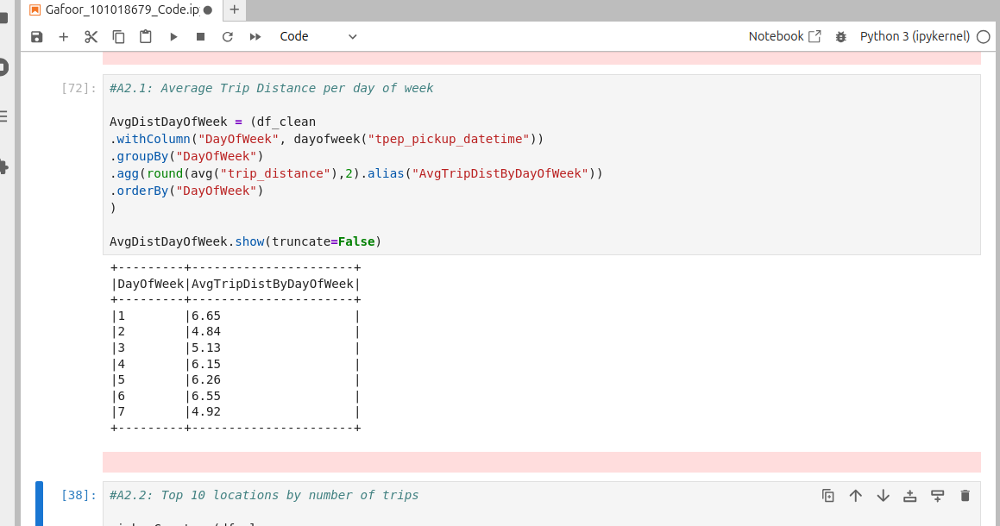 Gafoor_101018679_Code.ip
Code
Notebook
Python 3 (ipykernel)
[72]:
#A2.1: Average Trip Distance per day of week
AvgDistDayOfWeek = (df_clean
.withColumn("DayOfWeek", dayofweek("tpep_pickup_datetime"))
.groupBy("DayOfWeek")
.agg(round(avg("trip_distance"),2).alias("AvgTripDistByDayOfWeek"))
.orderBy("DayOfWeek")
)
AvgDistDayOfWeek.show(truncate=False)
+---------+----------------------+
|DayOfWeek|AvgTripDistByDayOfWeek|
+---------+----------------------+
|1        |6.65                  |
|2        |4.84                  |
|3        |5.13                  |
|4        |6.15                  |
|5        |6.26                  |
|6        |6.55                  |
|7        |4.92                  |
+---------+----------------------+
[38]:
#A2.2: Top 10 locations by number of trips